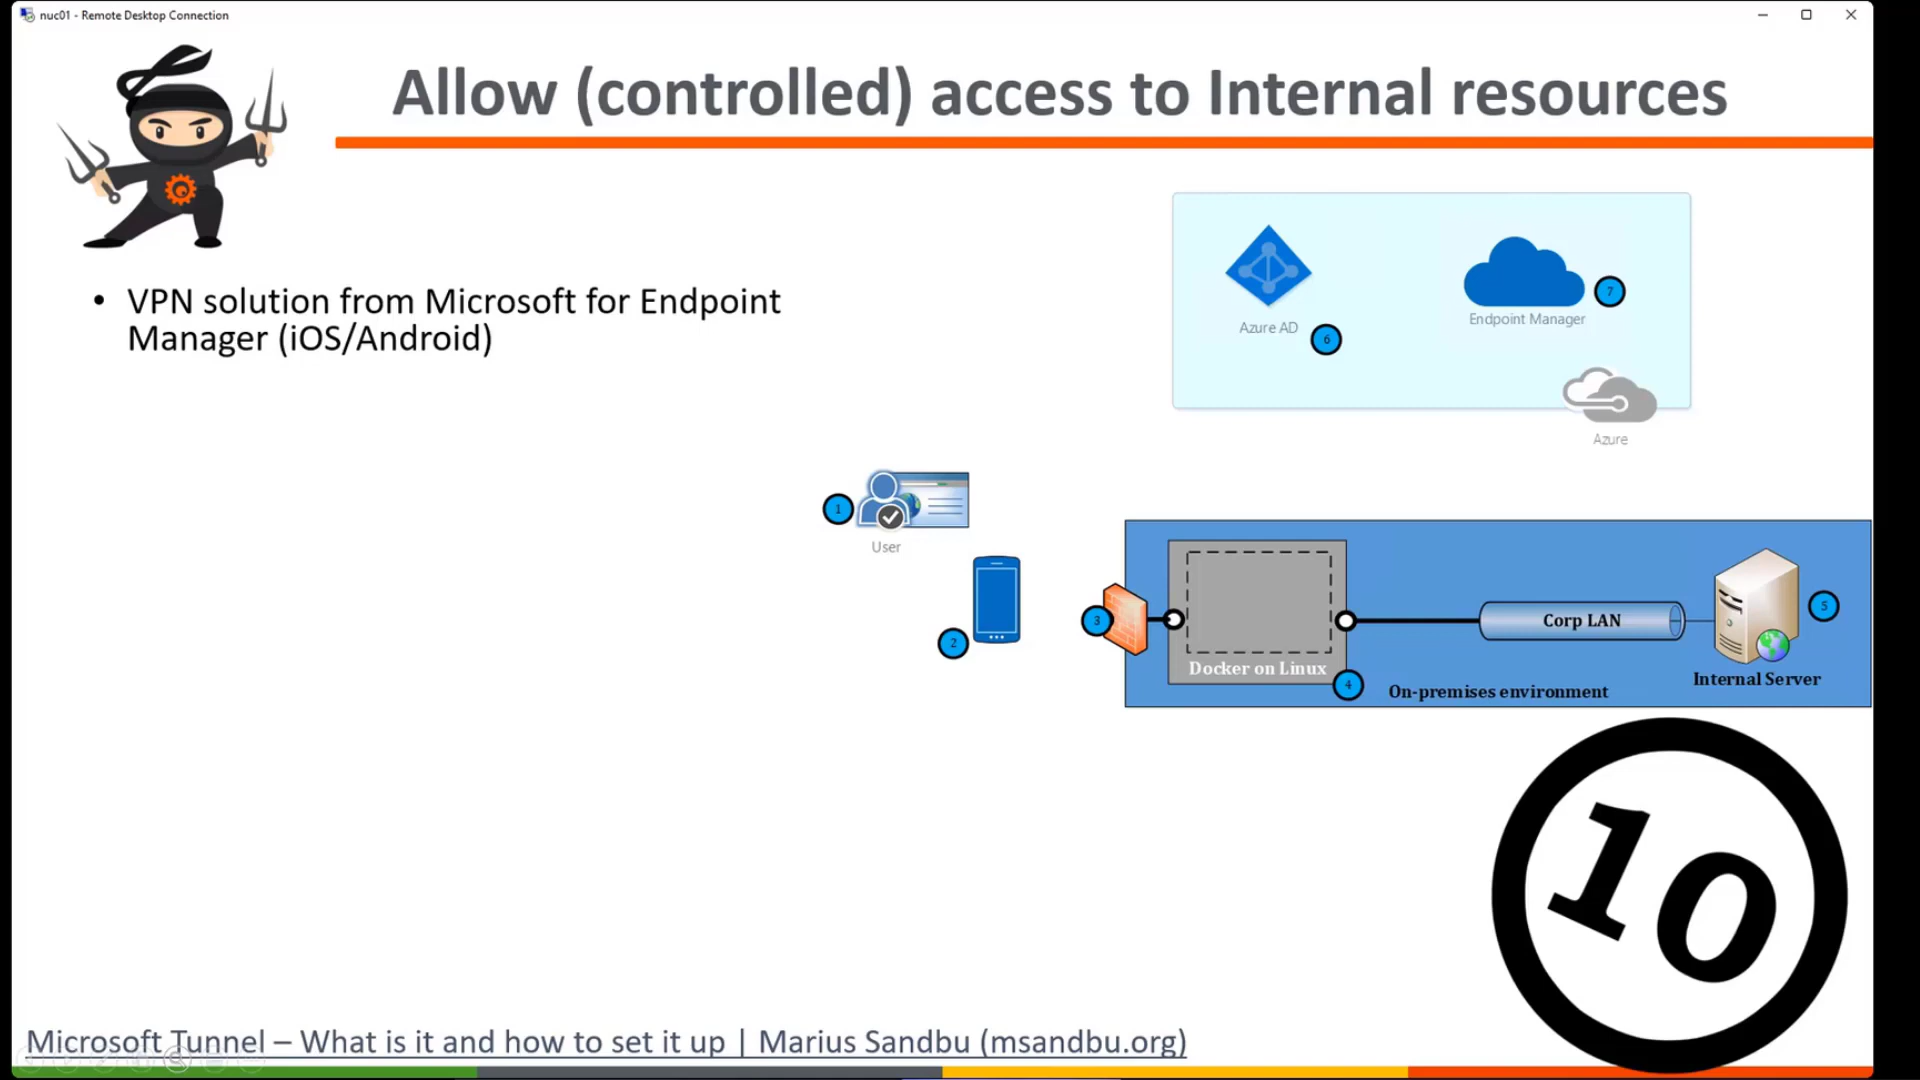 nuc01 - Remote Desktop Connection
Allow (controlled) access to Internal resources
• VPN solution from Microsoft for Endpoint
Manager (iOS/Android)
Azure AD
6
Endpoint Manager
7
Azure
1
User
2
3
Docker on Linux
4
Corp LAN
On-premises environment
Internal Server
5
10
Microsoft Tunnel – What is it and how to set it up | Marius Sandbu (msandbu.org)